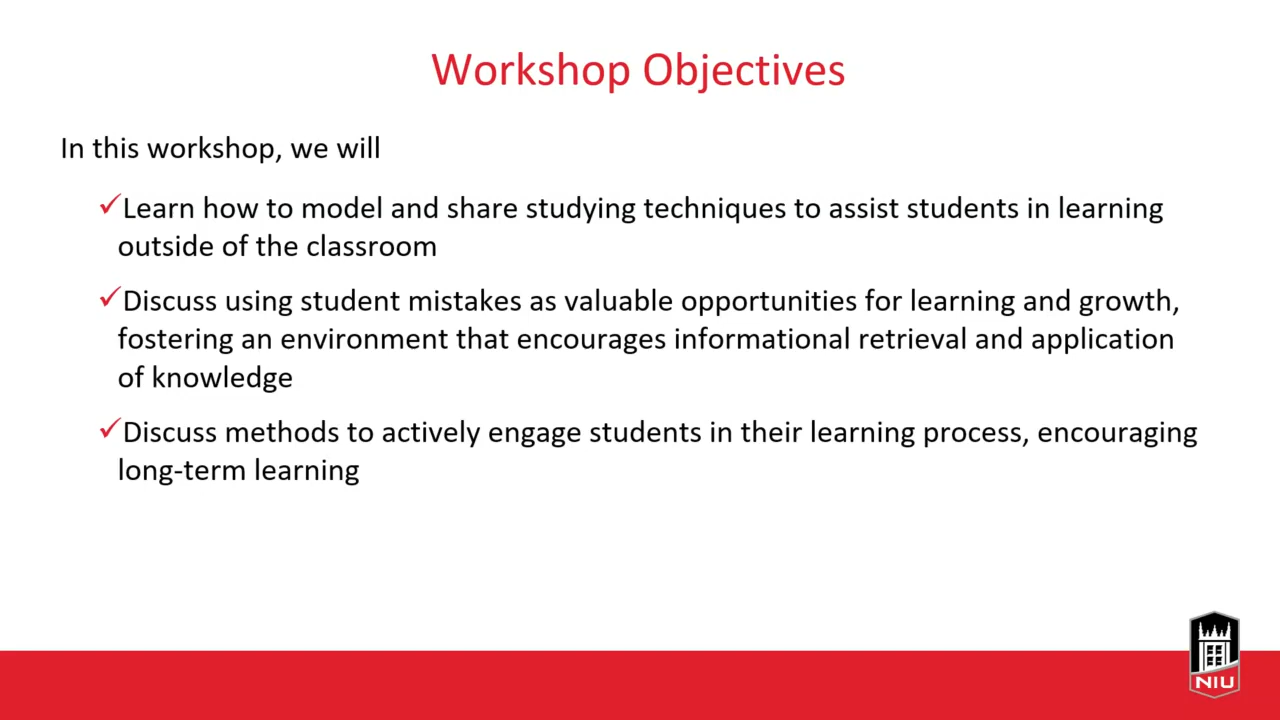 Workshop Objectives
In this workshop, we will
✓Learn how to model and share studying techniques to assist students in learning
outside of the classroom
✓Discuss using student mistakes as valuable opportunities for learning and growth,
fostering an environment that encourages informational retrieval and application
of knowledge
✓Discuss methods to actively engage students in their learning process, encouraging
long-term learning
NIU